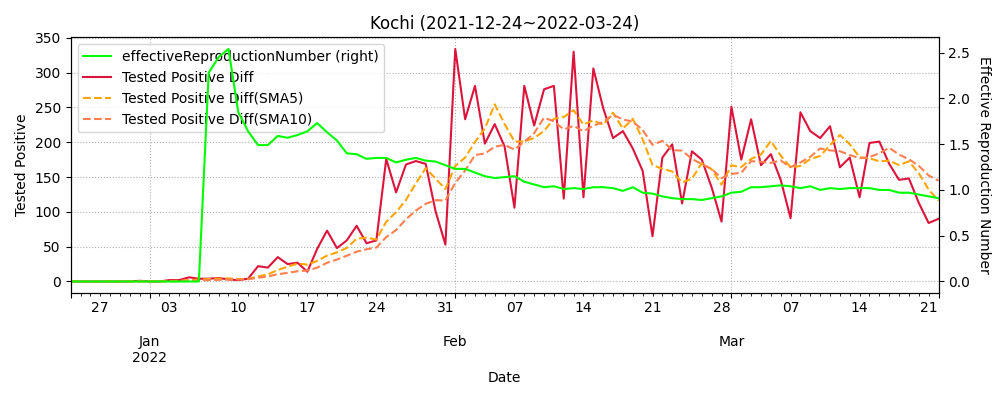 Kochi (2021-12-24~2022-03-24)
effectiveReproductionNumber (right)
Tested Positive Diff
Tested Positive Diff(SMA5)
Tested Positive Diff(SMA10)
Tested Positive
350
300
250
200
150
100
50
0
2.5
2.0
1.5
1.0
0.5
0.0
Effective Reproduction Number
27 03 10 17 24 31 07 14 21 28 07 14 21
Jan Feb Mar
2022
Date